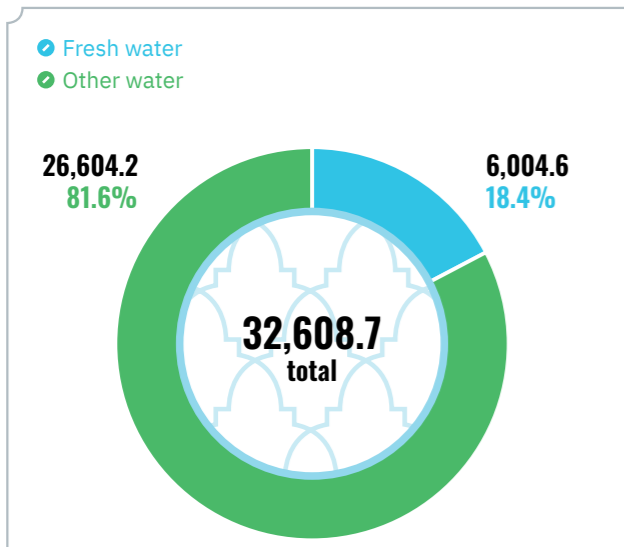 Fresh water
Other water
26,604.2
81.6%
6,004.6
18.4%
32,608.7
total